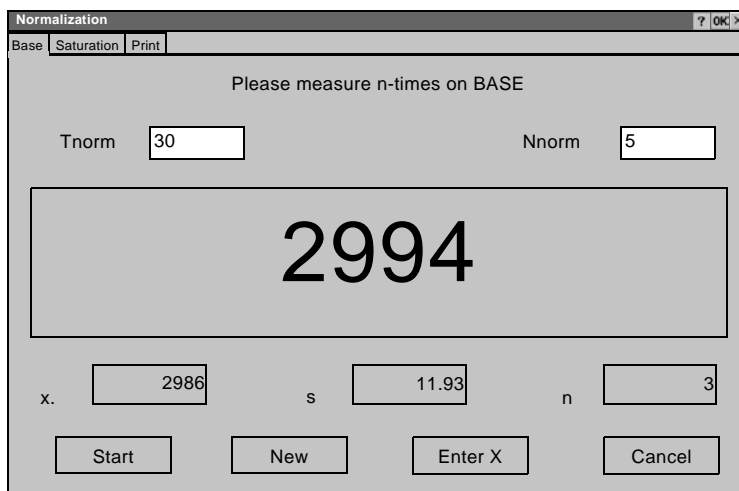 Normalization ? OK ×
Base Saturation Print
Please measure n-times on BASE
Tnorm 30 Nnorm 5
2994
x. 2986 s 11.93 n 3
Start New Enter X Cancel